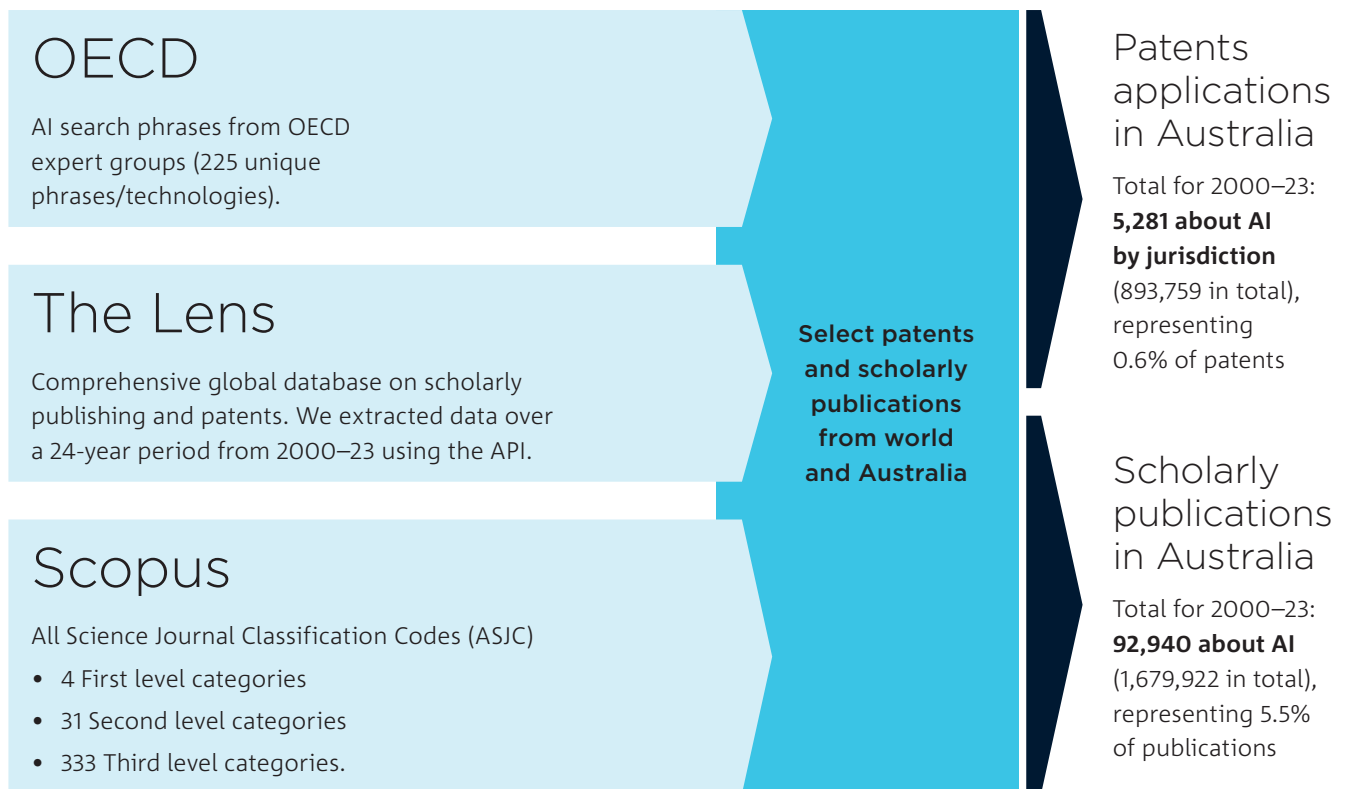 OECD
AI search phrases from OECD
expert groups (225 unique
phrases/technologies).
The Lens
Comprehensive global database on scholarly
publishing and patents. We extracted data over
a 24-year period from 2000–23 using the API.
Scopus
All Science Journal Classification Codes (ASJC)
• 4 First level categories
• 31 Second level categories
• 333 Third level categories.
Select patents
and scholarly
publications
from world
and Australia
Patents
applications
in Australia
Total for 2000–23:
5,281 about AI
by jurisdiction
(893,759 in total),
representing
0.6% of patents
Scholarly
publications
in Australia
Total for 2000–23:
92,940 about AI
(1,679,922 in total),
representing 5.5%
of publications